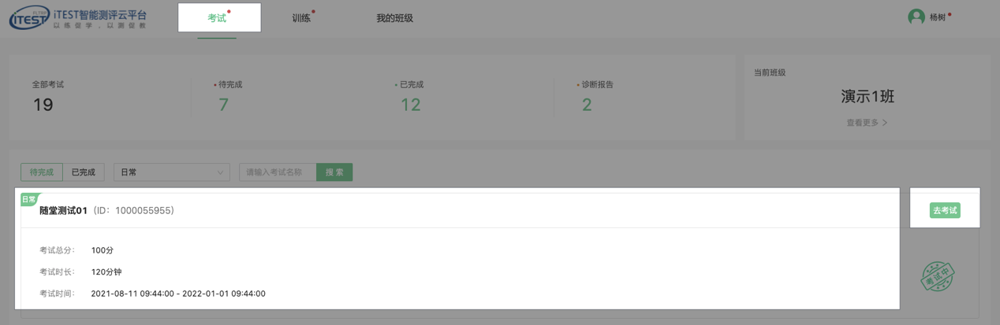 FLTRP
iTEST
iTEST智能测评云平台
以练促学，以测督教
考试
训练
我的班级
杨树
全部考试
19
待完成
7
已完成
12
诊断报告
2
当前班级
演示1班
查看更多
待完成
已完成
日常
请输入考试名称
搜 索
日常
随堂测试01（ID：1000055955）
去考试
考试总分： 100分
考试时长： 120分钟
考试时间： 2021-08-11 09:44:00 - 2022-01-01 09:44:00
考试中